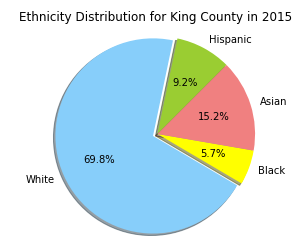 Ethnicity Distribution for King County in 2015
Hispanic
9.2%
Asian
15.2%
5.7%
69.8%
Black
White